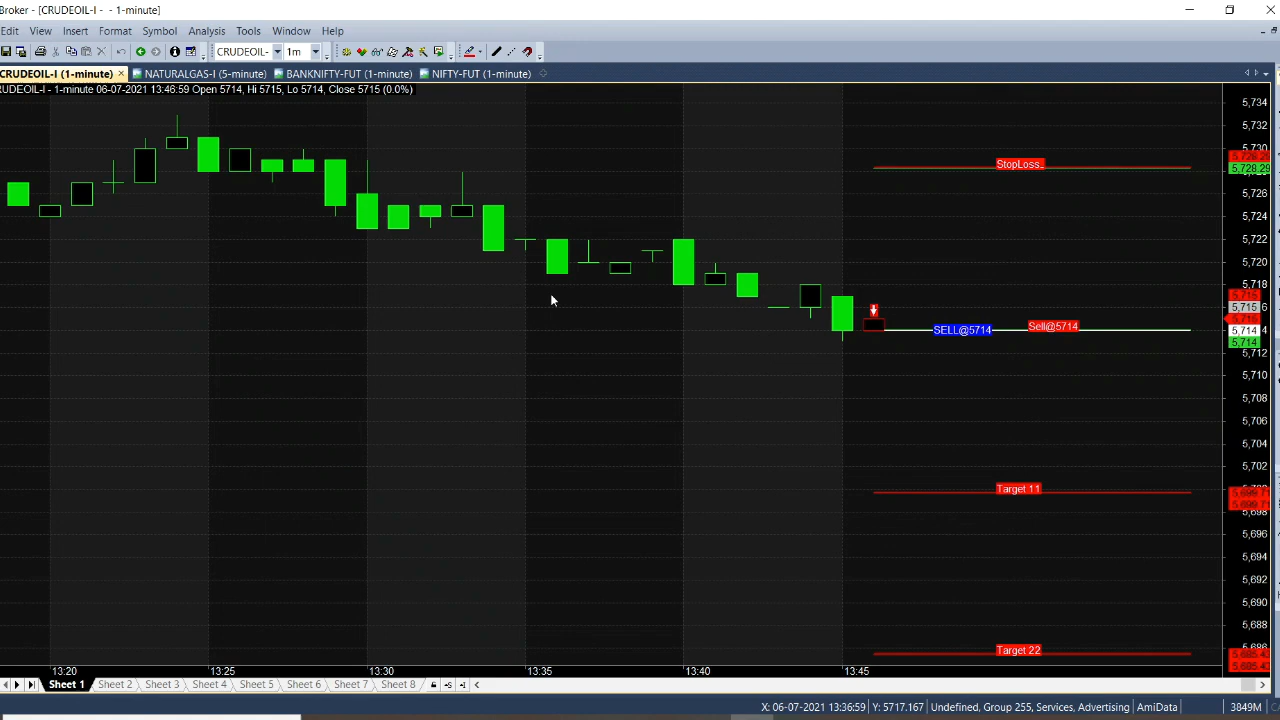 Broker - [CRUDEOIL-I - - 1-minute]
Edit View Insert Format Symbol Analysis Tools Window Help
CRUDEOIL- 1m
CRUDEOIL-I (1-minute) NATURALGAS-I (5-minute) BANKNIFTY-FUT (1-minute) NIFTY-FUT (1-minute)
RUDEOIL-I - 1-minute 06-07-2021 13:46:59 Open 5714, Hi 5715, Lo 5714, Close 5715 (0.0%)
5,734
5,732
5,730
StopLoss
5,728.29
5,726
5,724
5,722
5,720
5,718
5,715 6
SELL@5714 Sell@5714
5,714 4
5,714
5,712
5,710
5,708
5,706
5,704
5,702
Target 11
5,698
5,696
5,694
5,692
5,690
5,688
Target 22
13:20 13:25 13:30 13:35 13:40 13:45
Sheet 1 Sheet 2 Sheet 3 Sheet 4 Sheet 5 Sheet 6 Sheet 7 Sheet 8
X: 06-07-2021 13:36:59 Y: 5717.167 Undefined, Group 255, Services, Advertising AmiData 3849M